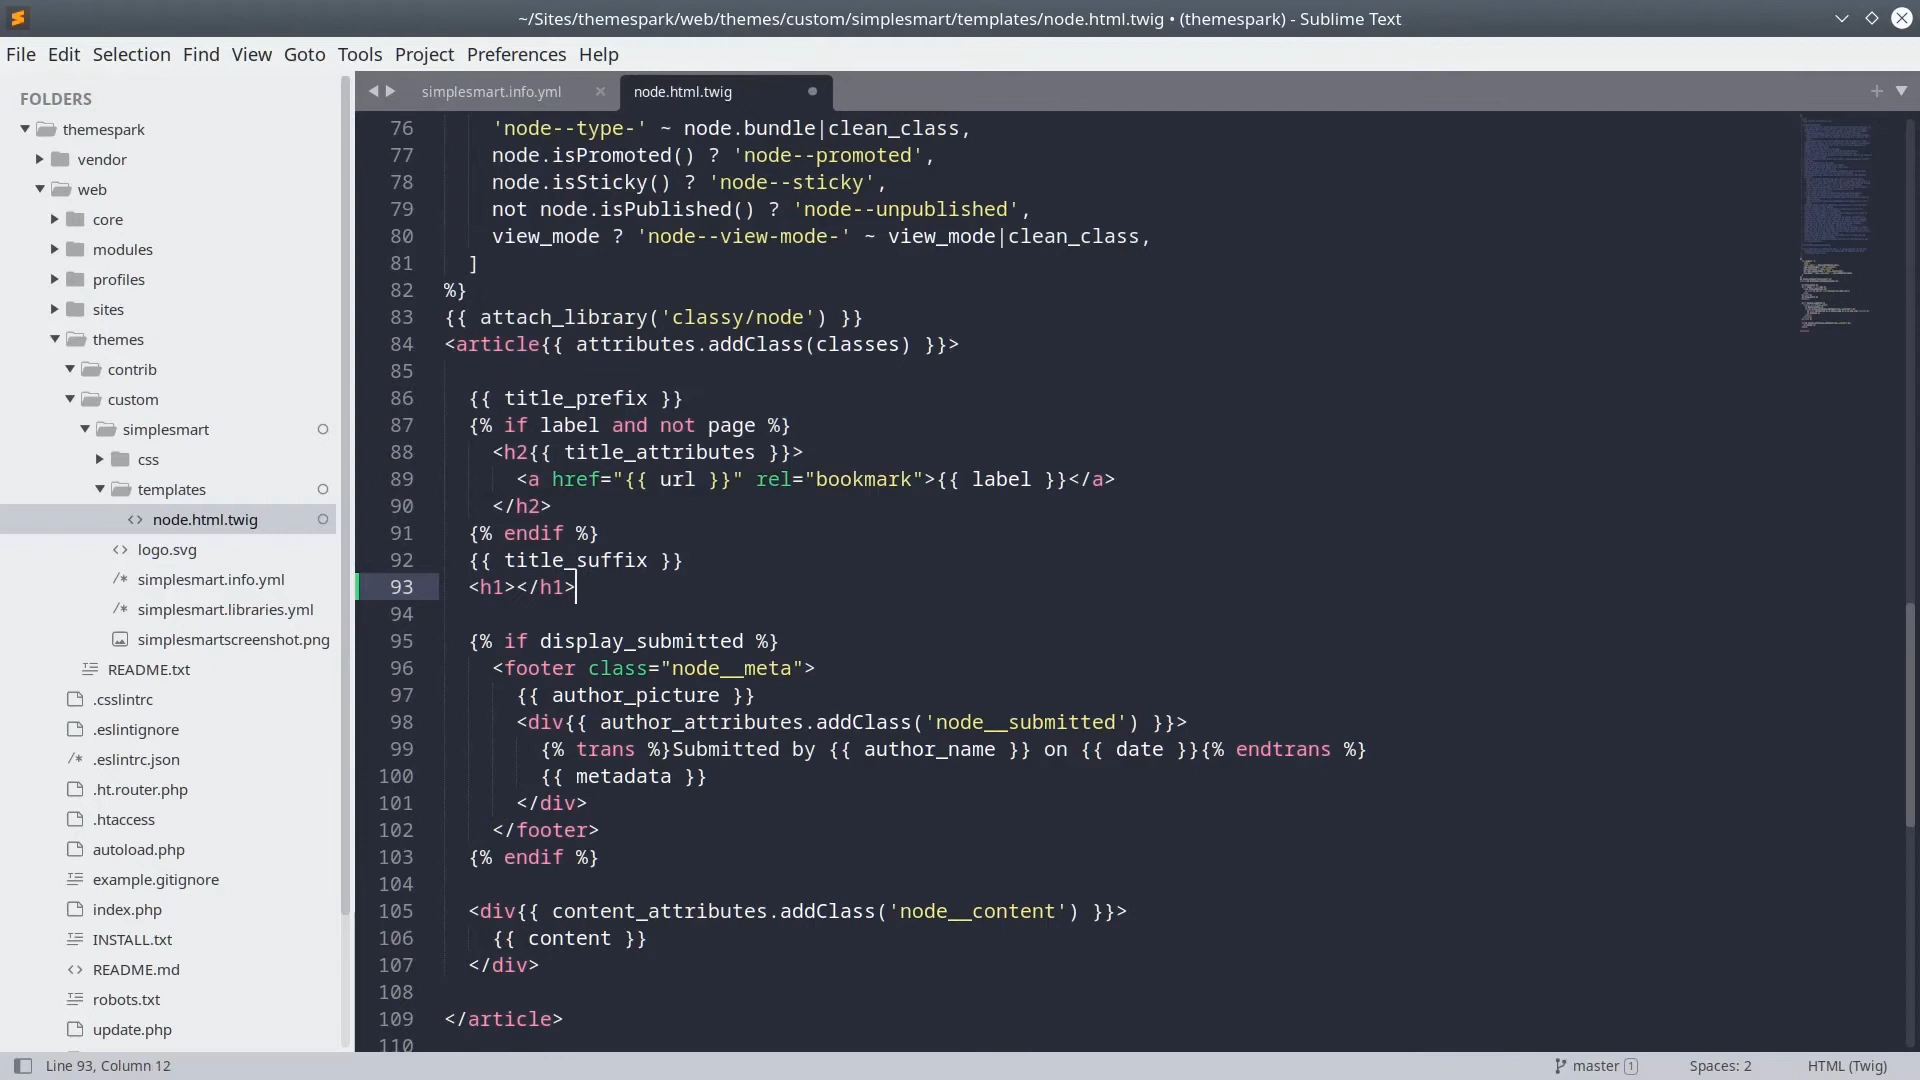 ~/Sites/themespark/web/themes/custom/simplesmart/templates/node.html.twig • (themespark) - Sublime Text
File Edit Selection Find View Goto Tools Project Preferences Help
FOLDERS
themespark
vendor
web
core
modules
profiles
sites
themes
contrib
custom
simplesmart
css
templates
node.html.twig
logo.svg
simplesmart.info.yml
simplesmart.libraries.yml
simplesmartscreenshot.png
README.txt
.csslintrc
.eslintignore
.eslintrc.json
.ht.router.php
.htaccess
autoload.php
example.gitignore
index.php
INSTALL.txt
README.md
robots.txt
update.php
simplesmart.info.yml
node.html.twig
76 'node--type-' ~ node.bundle|clean_class,
77 node.isPromoted() ? 'node--promoted',
78 node.isSticky() ? 'node--sticky',
79 not node.isPublished() ? 'node--unpublished',
80 view_mode ? 'node--view-mode-' ~ view_mode|clean_class,
81 ]
82 %}
83 {{ attach_library('classy/node') }}
84 <article{{ attributes.addClass(classes) }}>
85
86 {{ title_prefix }}
87 {% if label and not page %}
88 <h2{{ title_attributes }}>
89 <a href="{{ url }}" rel="bookmark">{{ label }}</a>
90 </h2>
91 {% endif %}
92 {{ title_suffix }}
93 <h1></h1>
94
95 {% if display_submitted %}
96 <footer class="node__meta">
97 {{ author_picture }}
98 <div{{ author_attributes.addClass('node__submitted') }}>
99 {% trans %}Submitted by {{ author_name }} on {{ date }}{% endtrans %}
100 {{ metadata }}
101 </div>
102 </footer>
103 {% endif %}
104
105 <div{{ content_attributes.addClass('node__content') }}>
106 {{ content }}
107 </div>
108
109 </article>
110
Line 93, Column 12
master 1
Spaces: 2
HTML (Twig)